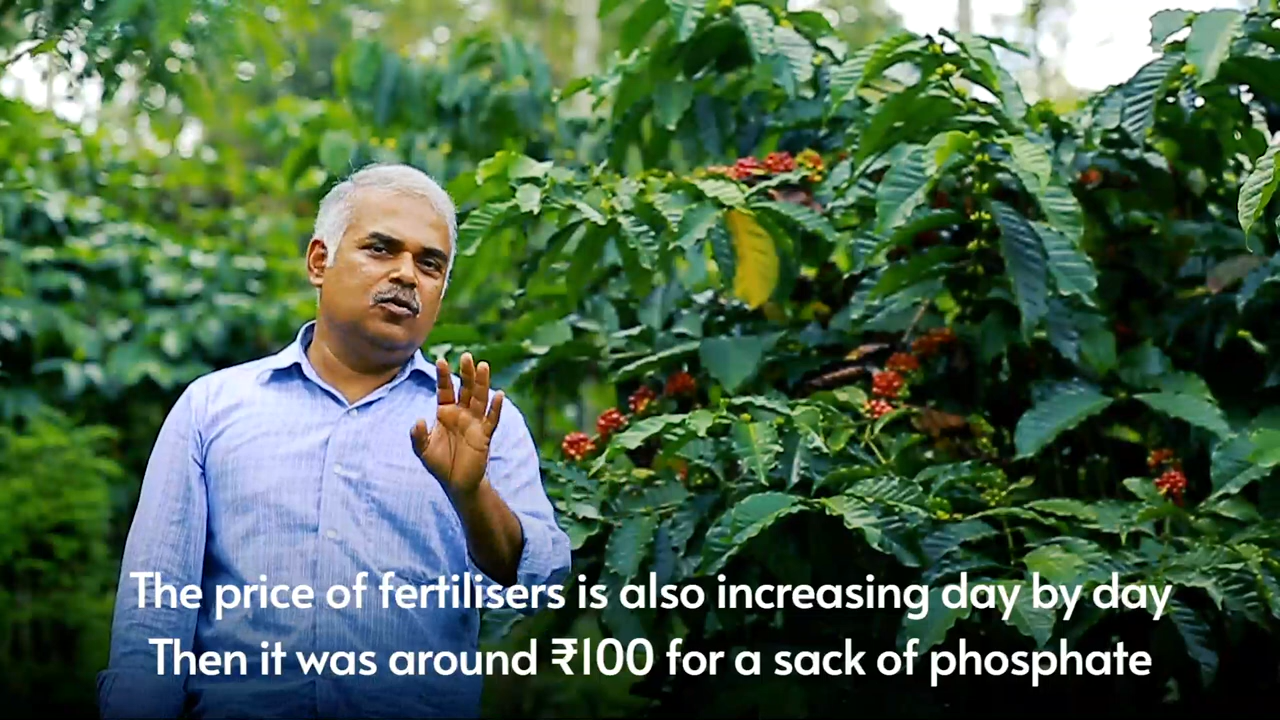 The price of fertilisers is also increasing day by day
Then it was around ₹100 for a sack of phosphate